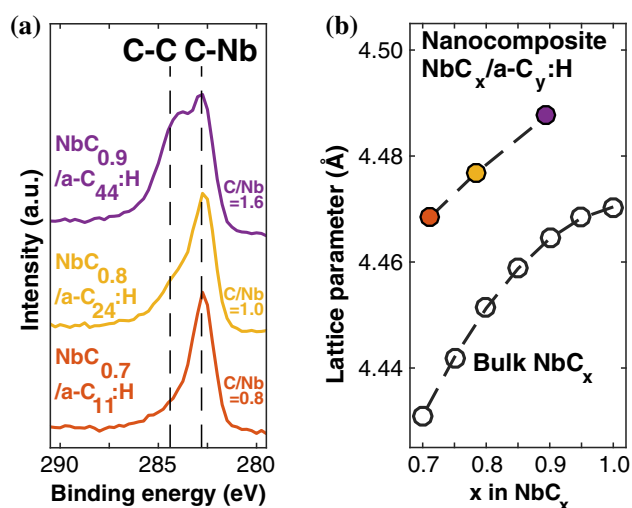 (a)
C-C C-Nb
NbC0.9
/a-C44:H
C/Nb
=1.6
NbC0.8
/a-C24:H
C/Nb
=1.0
NbC0.7
/a-C11:H
C/Nb
=0.8
Intensity (a.u.)
290 285 280
Binding energy (eV)
(b)
Nanocomposite
NbCx/a-Cy:H
Bulk NbCx
4.50
4.48
4.46
4.44
Lattice parameter (Å)
0.7 0.8 0.9 1.0
x in NbCx